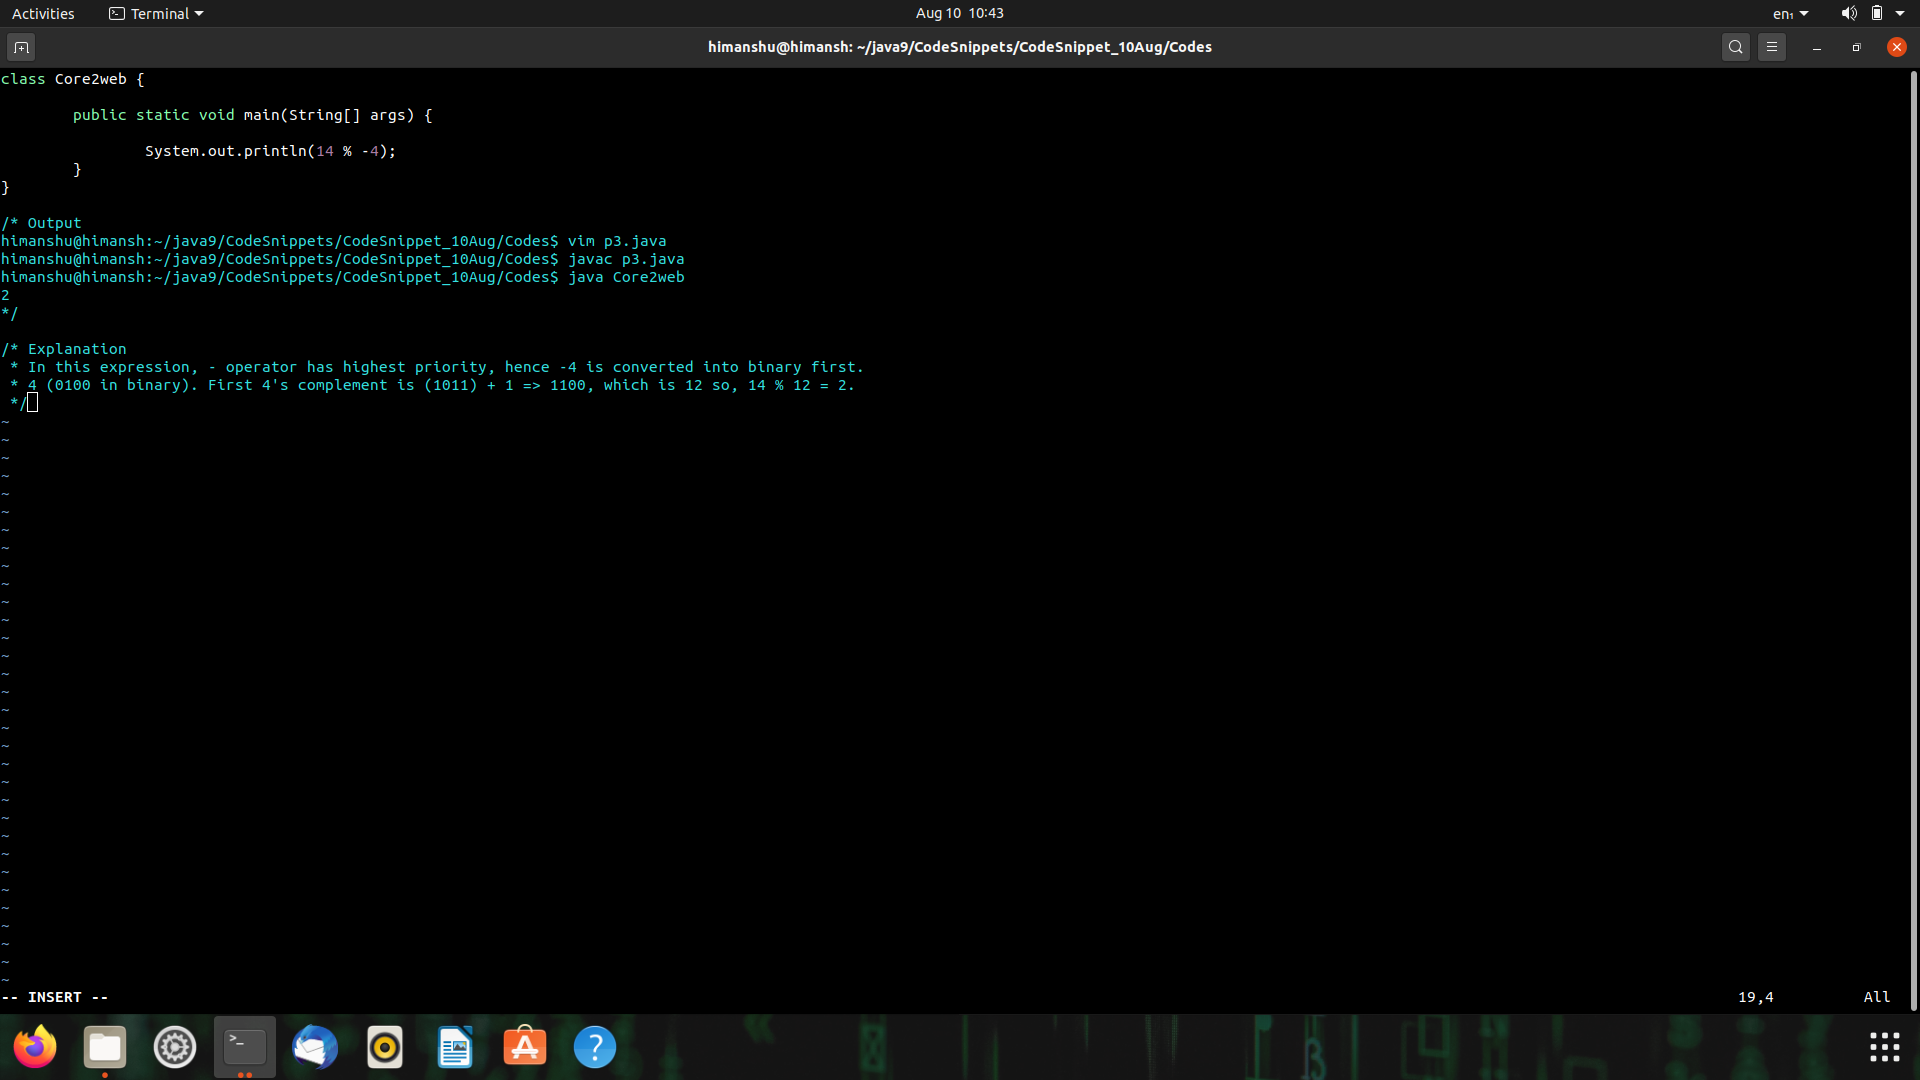 Activities
Terminal
Aug 10 10:43
en₁
himanshu@himansh: ~/java9/CodeSnippets/CodeSnippet_10Aug/Codes
class Core2web {
public static void main(String[] args) {
System.out.println(14 % -4);
}
}
/* Output
himanshu@himansh:~/java9/CodeSnippets/CodeSnippet_10Aug/Codes$ vim p3.java
himanshu@himansh:~/java9/CodeSnippets/CodeSnippet_10Aug/Codes$ javac p3.java
himanshu@himansh:~/java9/CodeSnippets/CodeSnippet_10Aug/Codes$ java Core2web
2
*/
/* Explanation
* In this expression, - operator has highest priority, hence -4 is converted into binary first.
* 4 (0100 in binary). First 4's complement is (1011) + 1 => 1100, which is 12 so, 14 % 12 = 2.
*/
-- INSERT --
19,4
All